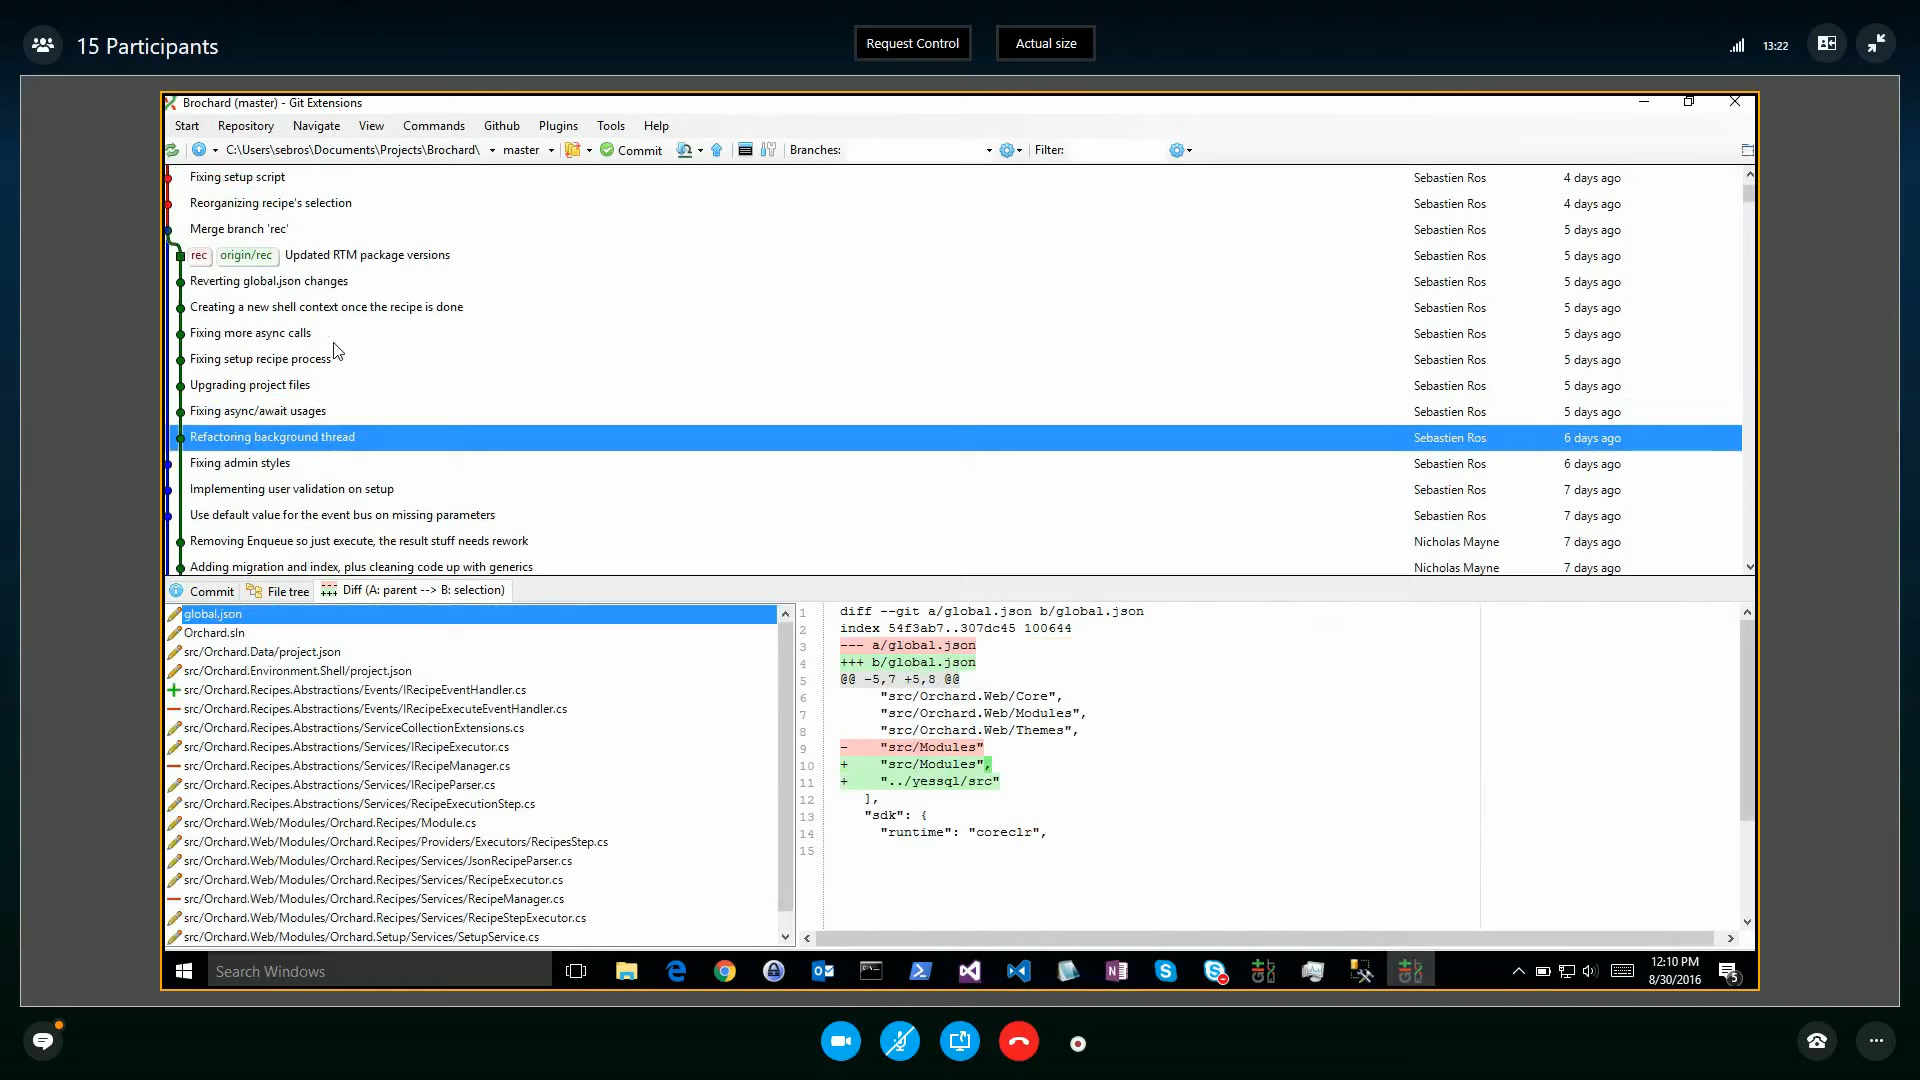 15 Participants
Request Control
Actual size
13:22
Brochard (master) - Git Extensions
Start Repository Navigate View Commands Github Plugins Tools Help
C:\Users\sebros\Documents\Projects\Brochard\ master Commit Branches: Filter:
Fixing setup script Sebastien Ros 4 days ago
Reorganizing recipe's selection Sebastien Ros 4 days ago
Merge branch 'rec' Sebastien Ros 5 days ago
rec origin/rec Updated RTM package versions Sebastien Ros 5 days ago
Reverting global.json changes Sebastien Ros 5 days ago
Creating a new shell context once the recipe is done Sebastien Ros 5 days ago
Fixing more async calls Sebastien Ros 5 days ago
Fixing setup recipe process Sebastien Ros 5 days ago
Upgrading project files Sebastien Ros 5 days ago
Fixing async/await usages Sebastien Ros 5 days ago
Refactoring background thread Sebastien Ros 6 days ago
Fixing admin styles Sebastien Ros 6 days ago
Implementing user validation on setup Sebastien Ros 7 days ago
Use default value for the event bus on missing parameters Sebastien Ros 7 days ago
Removing Enqueue so just execute, the result stuff needs rework Nicholas Mayne 7 days ago
Adding migration and index, plus cleaning code up with generics Nicholas Mayne 7 days ago
Commit File tree Diff (A: parent --> B: selection)
global.json
Orchard.sln
src/Orchard.Data/project.json
src/Orchard.Environment.Shell/project.json
src/Orchard.Recipes.Abstractions/Events/IRecipeEventHandler.cs
src/Orchard.Recipes.Abstractions/Events/IRecipeExecuteEventHandler.cs
src/Orchard.Recipes.Abstractions/ServiceCollectionExtensions.cs
src/Orchard.Recipes.Abstractions/Services/IRecipeExecutor.cs
src/Orchard.Recipes.Abstractions/Services/IRecipeManager.cs
src/Orchard.Recipes.Abstractions/Services/IRecipeParser.cs
src/Orchard.Recipes.Abstractions/Services/RecipeExecutionStep.cs
src/Orchard.Web/Modules/Orchard.Recipes/Module.cs
src/Orchard.Web/Modules/Orchard.Recipes/Providers/Executors/RecipesStep.cs
src/Orchard.Web/Modules/Orchard.Recipes/Services/JsonRecipeParser.cs
src/Orchard.Web/Modules/Orchard.Recipes/Services/RecipeExecutor.cs
src/Orchard.Web/Modules/Orchard.Recipes/Services/RecipeManager.cs
src/Orchard.Web/Modules/Orchard.Recipes/Services/RecipeStepExecutor.cs
src/Orchard.Web/Modules/Orchard.Setup/Services/SetupService.cs
1 diff --git a/global.json b/global.json
2 index 54f3ab7..307dc45 100644
3 --- a/global.json
4 +++ b/global.json
5 @@ -5,7 +5,8 @@
6 "src/Orchard.Web/Core",
7 "src/Orchard.Web/Modules",
8 "src/Orchard.Web/Themes",
9 - "src/Modules"
10 + "src/Modules",
11 + "../yessql/src"
12 ],
13 "sdk": {
14 "runtime": "coreclr",
15
Search Windows
12:10 PM
8/30/2016
5